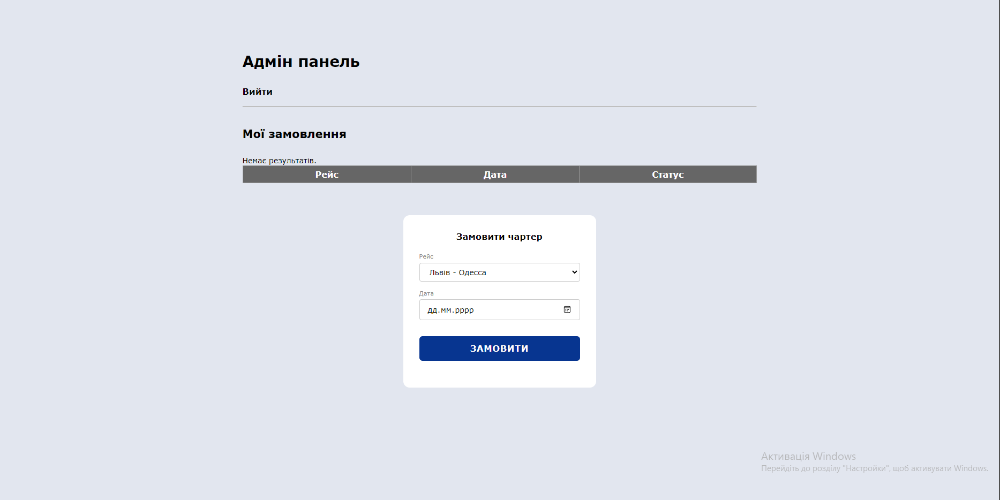 Адмін панель
Вийти
Мої замовлення
Немає результатів.
Рейс Дата Статус
Замовити чартер
Рейс
Львів - Одесса
Дата
дд.мм.рррр
ЗАМОВИТИ
Активація Windows
Перейдіть до розділу "Настройки", щоб активувати Windows.